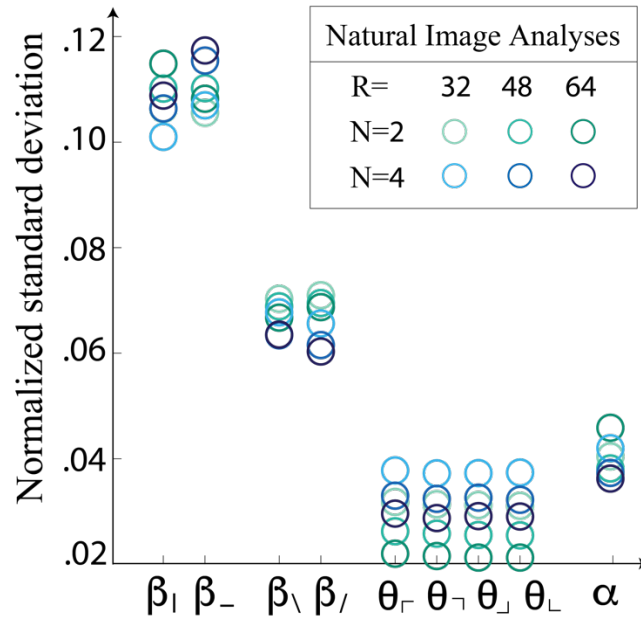 Normalized standard deviation
.12
.10
.08
.06
.04
.02
Natural Image Analyses
R= 32 48 64
N=2
N=4
β| β– β\ β/ θ⌜ θ⌝ θ⌟ θ⌞ α